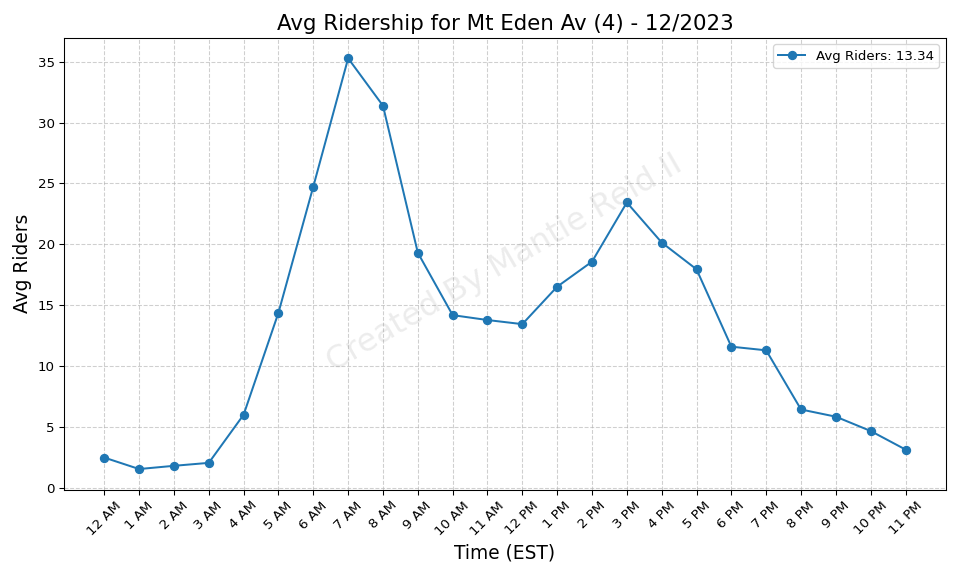 Avg Ridership for Mt Eden Av (4) - 12/2023
Avg Riders: 13.34
35
30
25
20
15
10
5
0
Avg Riders
Created By Mantle Reid II
12 AM
1 AM
2 AM
3 AM
4 AM
5 AM
6 AM
7 AM
8 AM
9 AM
10 AM
11 AM
12 PM
1 PM
2 PM
3 PM
4 PM
5 PM
6 PM
7 PM
8 PM
9 PM
10 PM
11 PM
Time (EST)